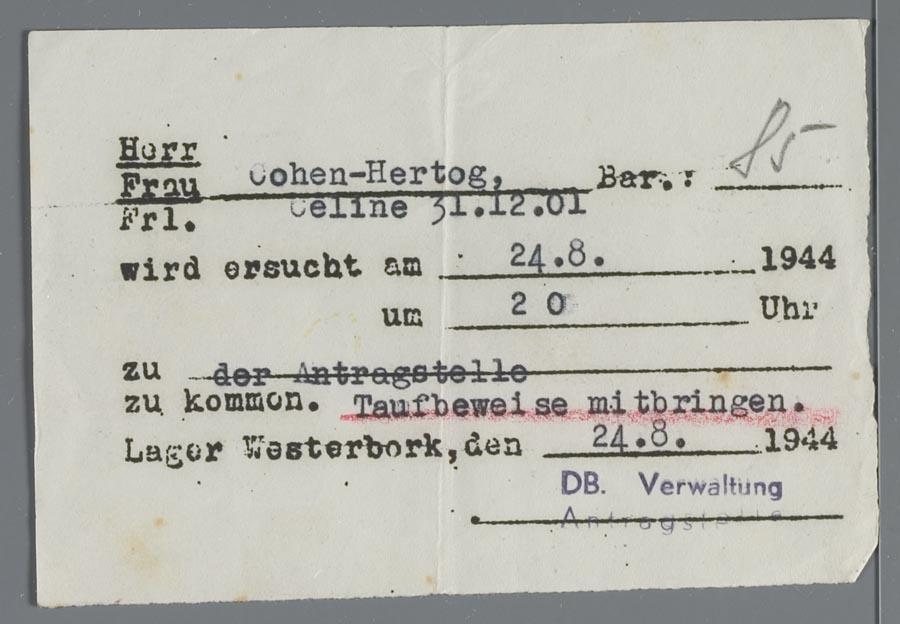 Herr
Frau Cohen-Hertog, Bar.: 85
Frl. Celine 31.12.01
wird ersucht am 24.8. 1944
um 20 Uhr
zu der Antragstelle
zu kommen. Taufbeweise mitbringen.
Lager Westerbork,den 24.8. 1944
DB. Verwaltung
Antragstelle